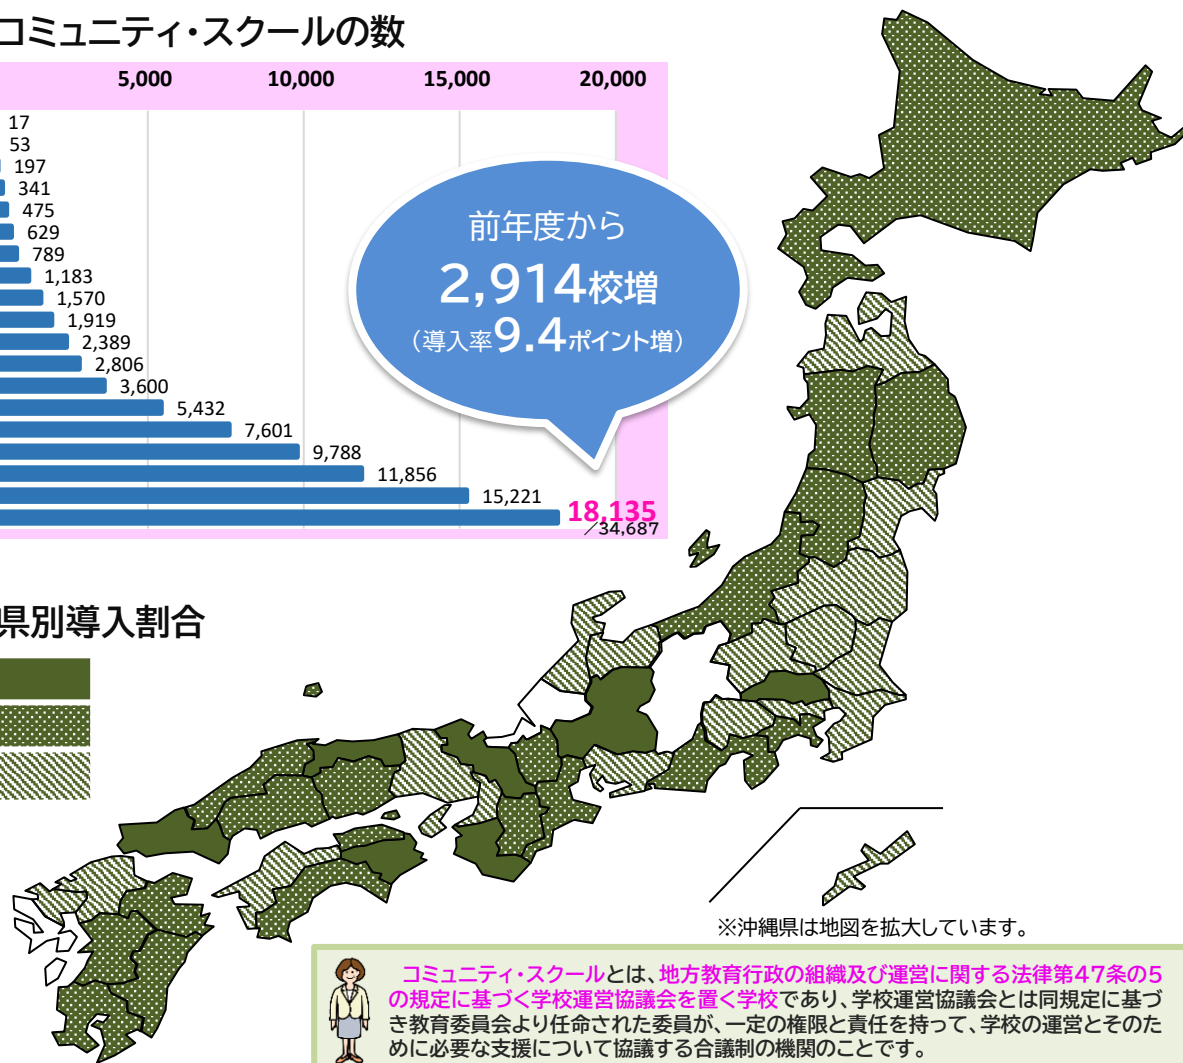 コミュニティ・スクールの数
5,000 10,000 15,000 20,000
17
53
197
341
475
629
789
1,183
1,570
1,919
2,389
2,806
3,600
5,432
7,601
9,788
11,856
15,221
18,135
/34,687
前年度から
2,914校増
(導入率9.4ポイント増)
県別導入割合
※沖縄県は地図を拡大しています。
コミュニティ・スクールとは、地方教育行政の組織及び運営に関する法律第47条の5
の規定に基づく学校運営協議会を置く学校であり、学校運営協議会とは同規定に基づ
き教育委員会より任命された委員が、一定の権限と責任を持って、学校の運営とそのた
めに必要な支援について協議する合議制の機関のことです。